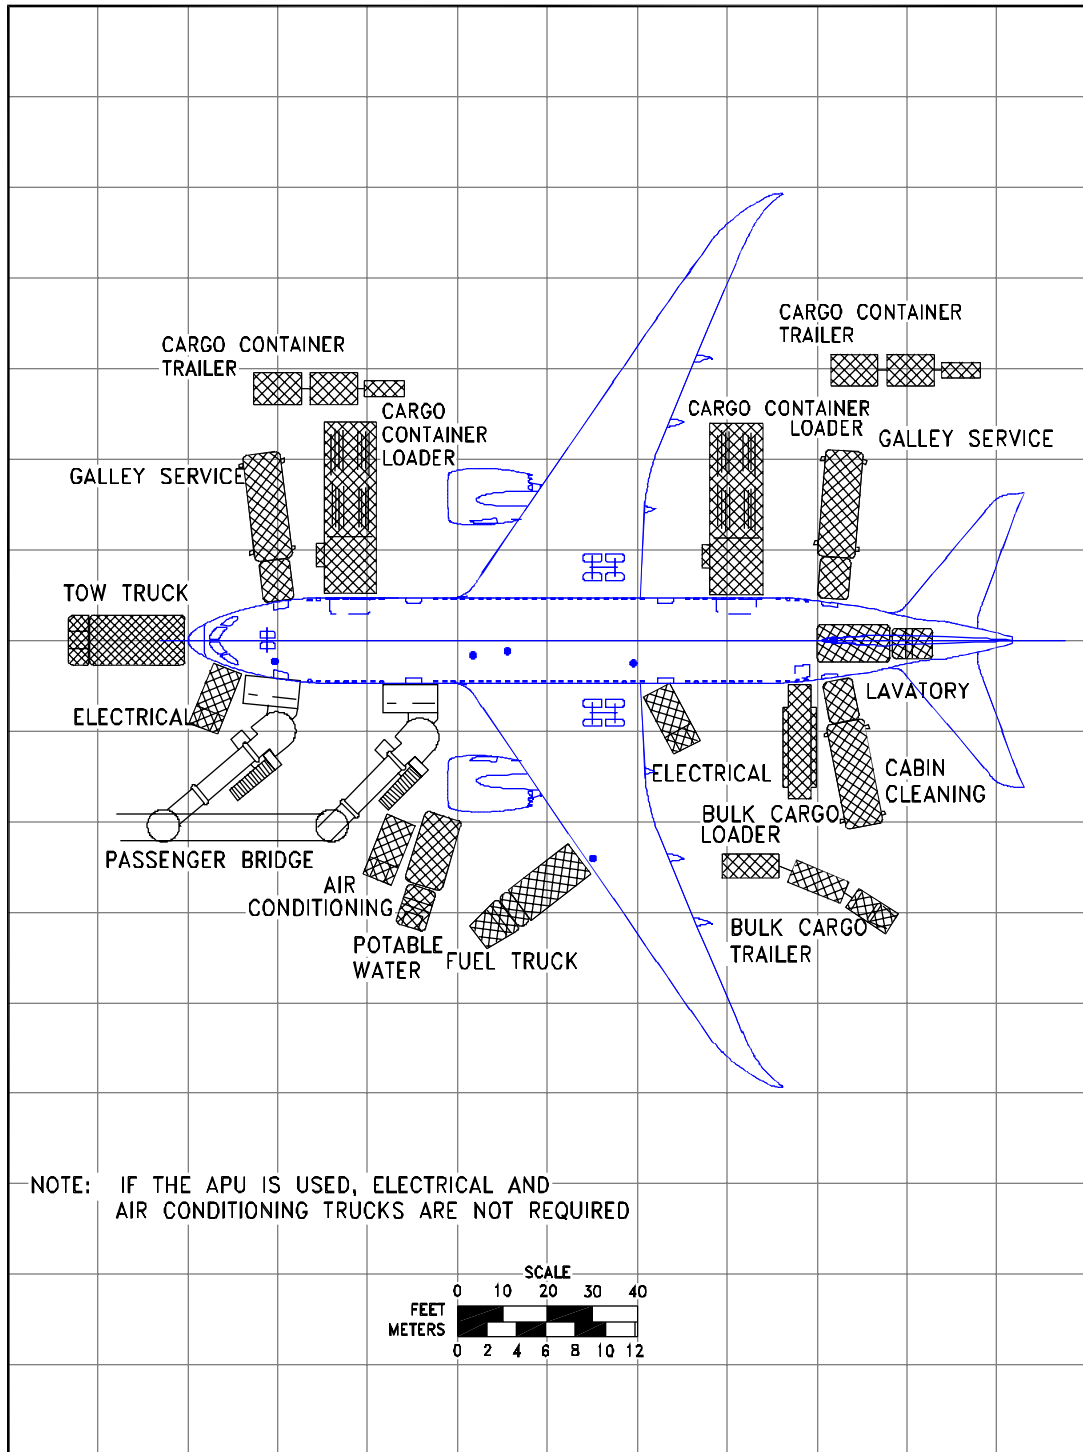 CARGO CONTAINER
TRAILER
CARGO CONTAINER
TRAILER
CARGO
CONTAINER
LOADER
CARGO CONTAINER
LOADER
GALLEY SERVICE
GALLEY SERVICE
TOW TRUCK
ELECTRICAL
LAVATORY
ELECTRICAL
CABIN
CLEANING
BULK CARGO
LOADER
PASSENGER BRIDGE
AIR
CONDITIONING
POTABLE
WATER
FUEL TRUCK
BULK CARGO
TRAILER
NOTE: IF THE APU IS USED, ELECTRICAL AND
AIR CONDITIONING TRUCKS ARE NOT REQUIRED
SCALE
0 10 20 30 40
FEET
METERS
0 2 4 6 8 10 12